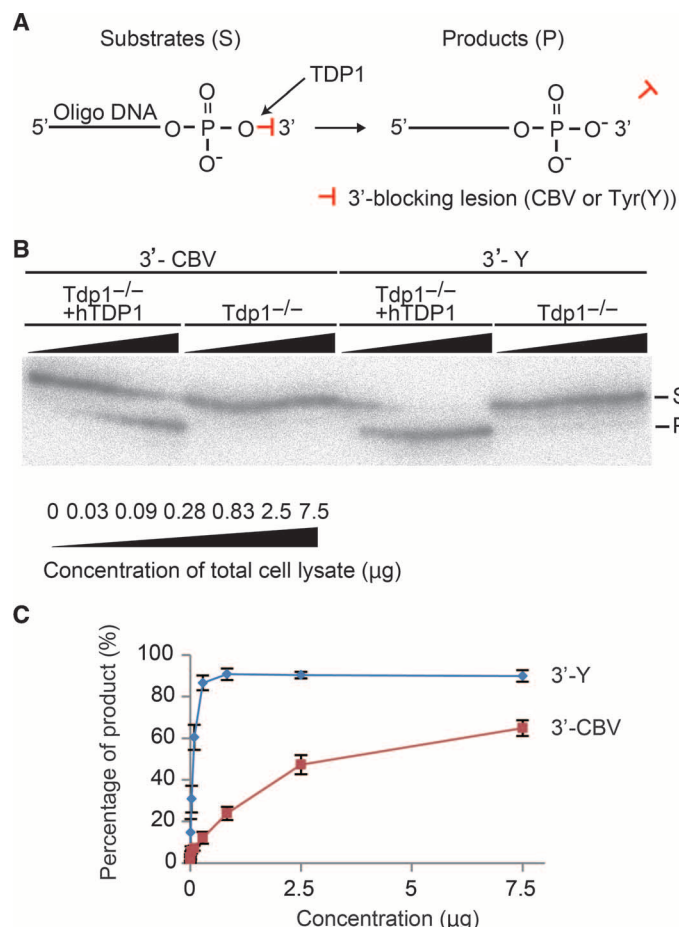 A
Substrates (S) Products (P)
TDP1
O O
5' Oligo DNA O P O 3' 5' O P O⁻ 3'
O⁻ O⁻
3'-blocking lesion (CBV or Tyr(Y))
B
3'- CBV 3'- Y
Tdp1⁻/⁻ +hTDP1 Tdp1⁻/⁻ Tdp1⁻/⁻ +hTDP1 Tdp1⁻/⁻
S
P
0 0.03 0.09 0.28 0.83 2.5 7.5
Concentration of total cell lysate (µg)
C
Percentage of product (%)
100
80
60
40
20
0
3'-Y
3'-CBV
0 2.5 5 7.5
Concentration (µg)